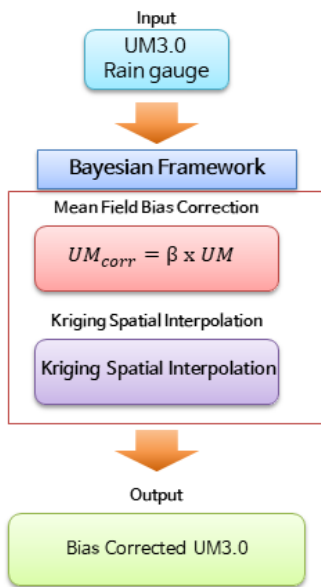 Input
UM3.0
Rain gauge
Bayesian Framework
Mean Field Bias Correction
UM_corr = β x UM
Kriging Spatial Interpolation
Kriging Spatial Interpolation
Output
Bias Corrected UM3.0